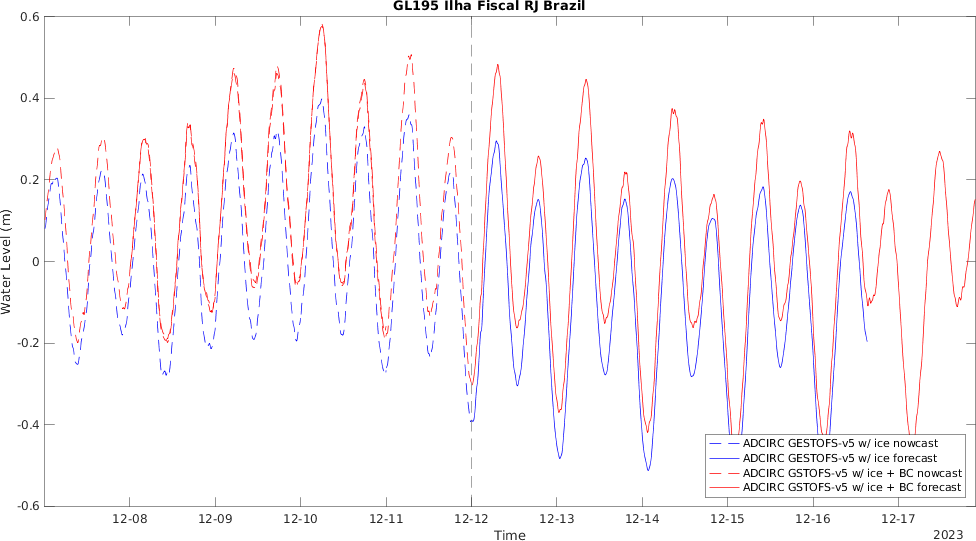 GL195 Ilha Fiscal RJ Brazil
0.6
0.4
0.2
0
-0.2
-0.4
-0.6
Water Level (m)
12-08
12-09
12-10
12-11
12-12
12-13
12-14
12-15
12-16
12-17
Time
2023
ADCIRC GESTOFS-v5 w/ ice nowcast
ADCIRC GESTOFS-v5 w/ ice forecast
ADCIRC GSTOFS-v5 w/ ice + BC nowcast
ADCIRC GSTOFS-v5 w/ ice + BC forecast